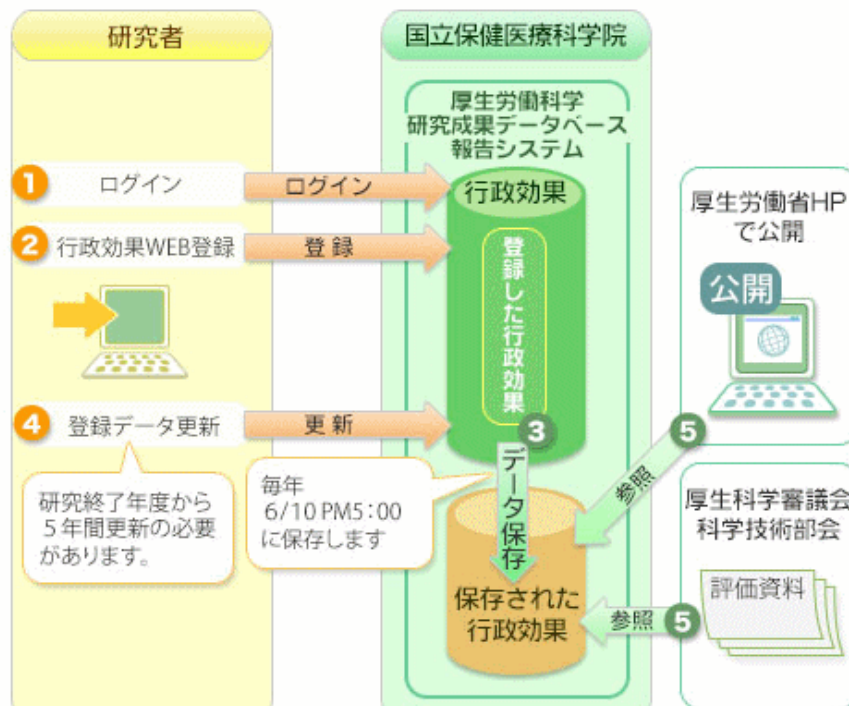 研究者
国立保健医療科学院
厚生労働科学
研究成果データベース
報告システム
1 ログイン
ログイン
行政効果
2 行政効果WEB登録
登録
登録した行政効果
4 登録データ更新
更新
3
データ保存
研究終了年度から
５年間更新の必要
があります。
毎年
6/10 PM5：00
に保存します
保存された
行政効果
厚生労働省HP
で公開
公開
5
参照
厚生科学審議会
科学技術部会
評価資料
5
参照